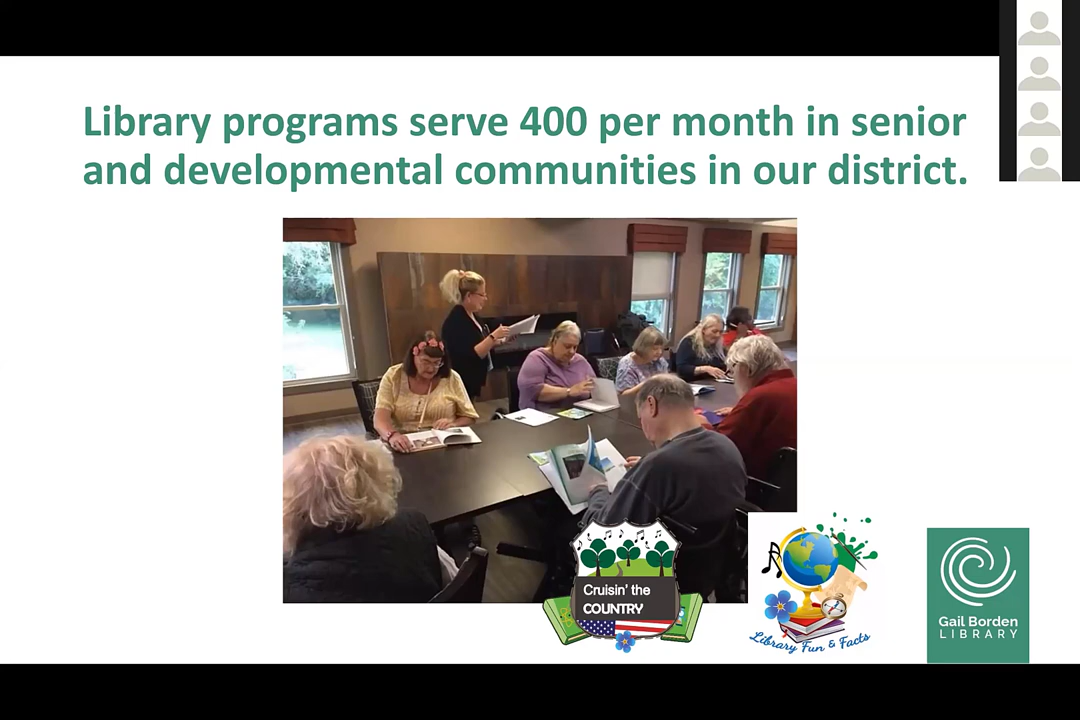 Library programs serve 400 per month in senior
and developmental communities in our district.
Cruisin' the
COUNTRY
Library Fun & Facts
Gail Borden
LIBRARY